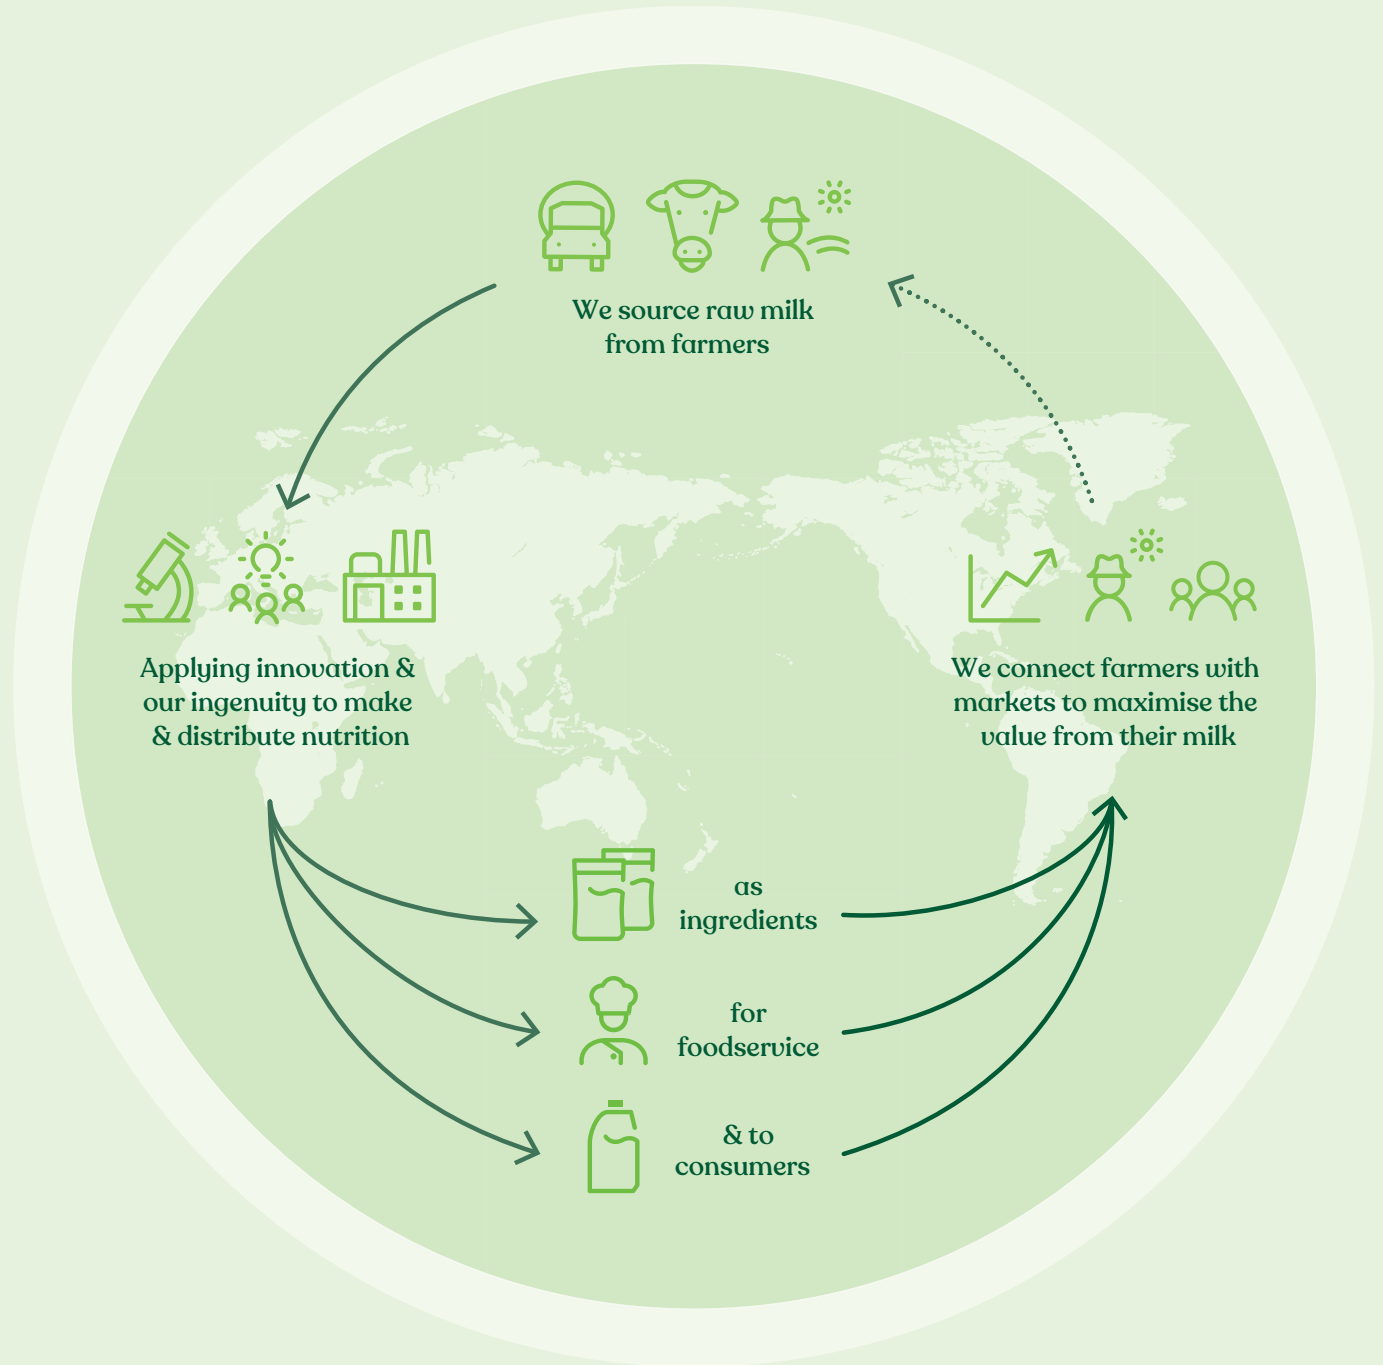 We source raw milk
from farmers
Applying innovation &
our ingenuity to make
& distribute nutrition
We connect farmers with
markets to maximise the
value from their milk
as
ingredients
for
foodservice
& to
consumers